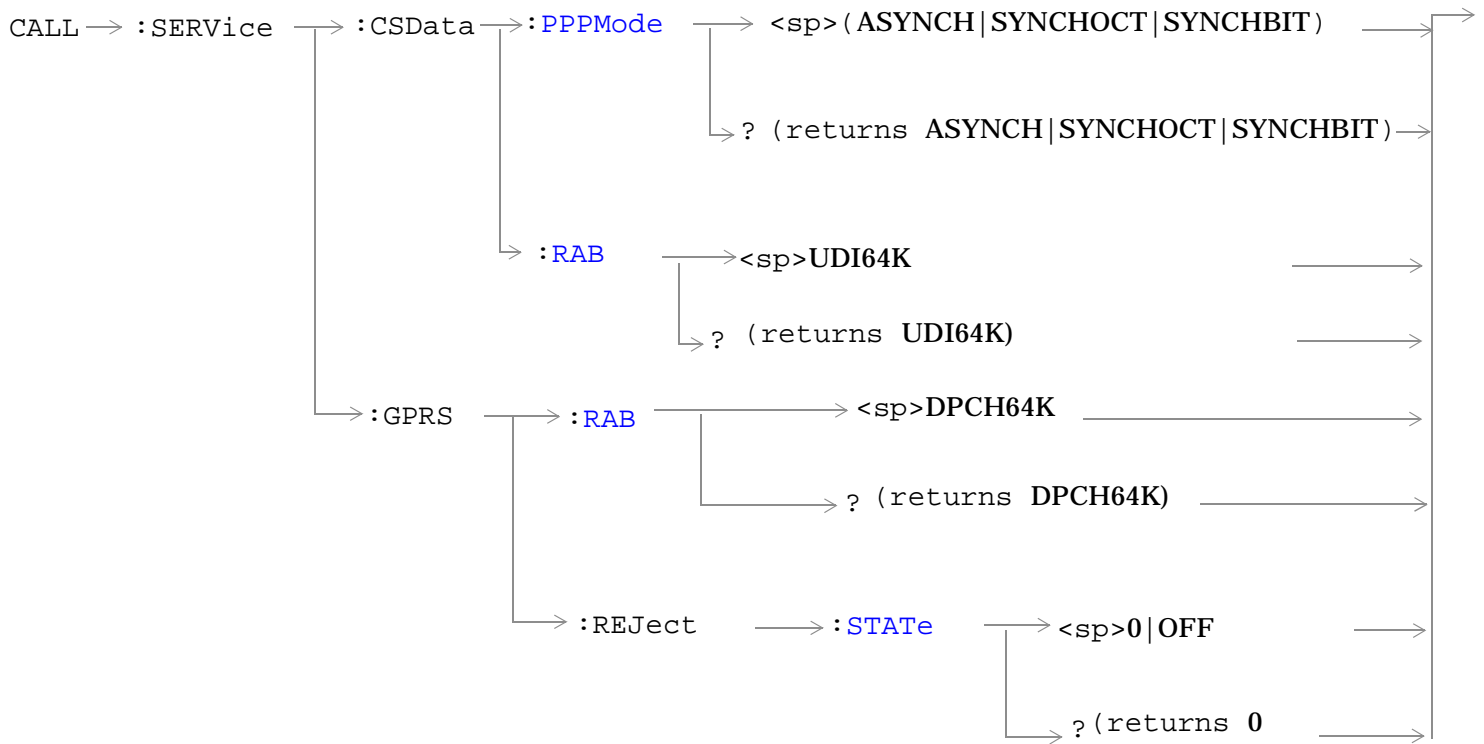 CALL :SERVice :CSData :PPPMode <sp>(ASYNCH|SYNCHOCT|SYNCHBIT)
? (returns ASYNCH|SYNCHOCT|SYNCHBIT)
:RAB <sp>UDI64K
? (returns UDI64K)
:GPRS :RAB <sp>DPCH64K
? (returns DPCH64K)
:REJect :STATe <sp>0|OFF
?(returns 0